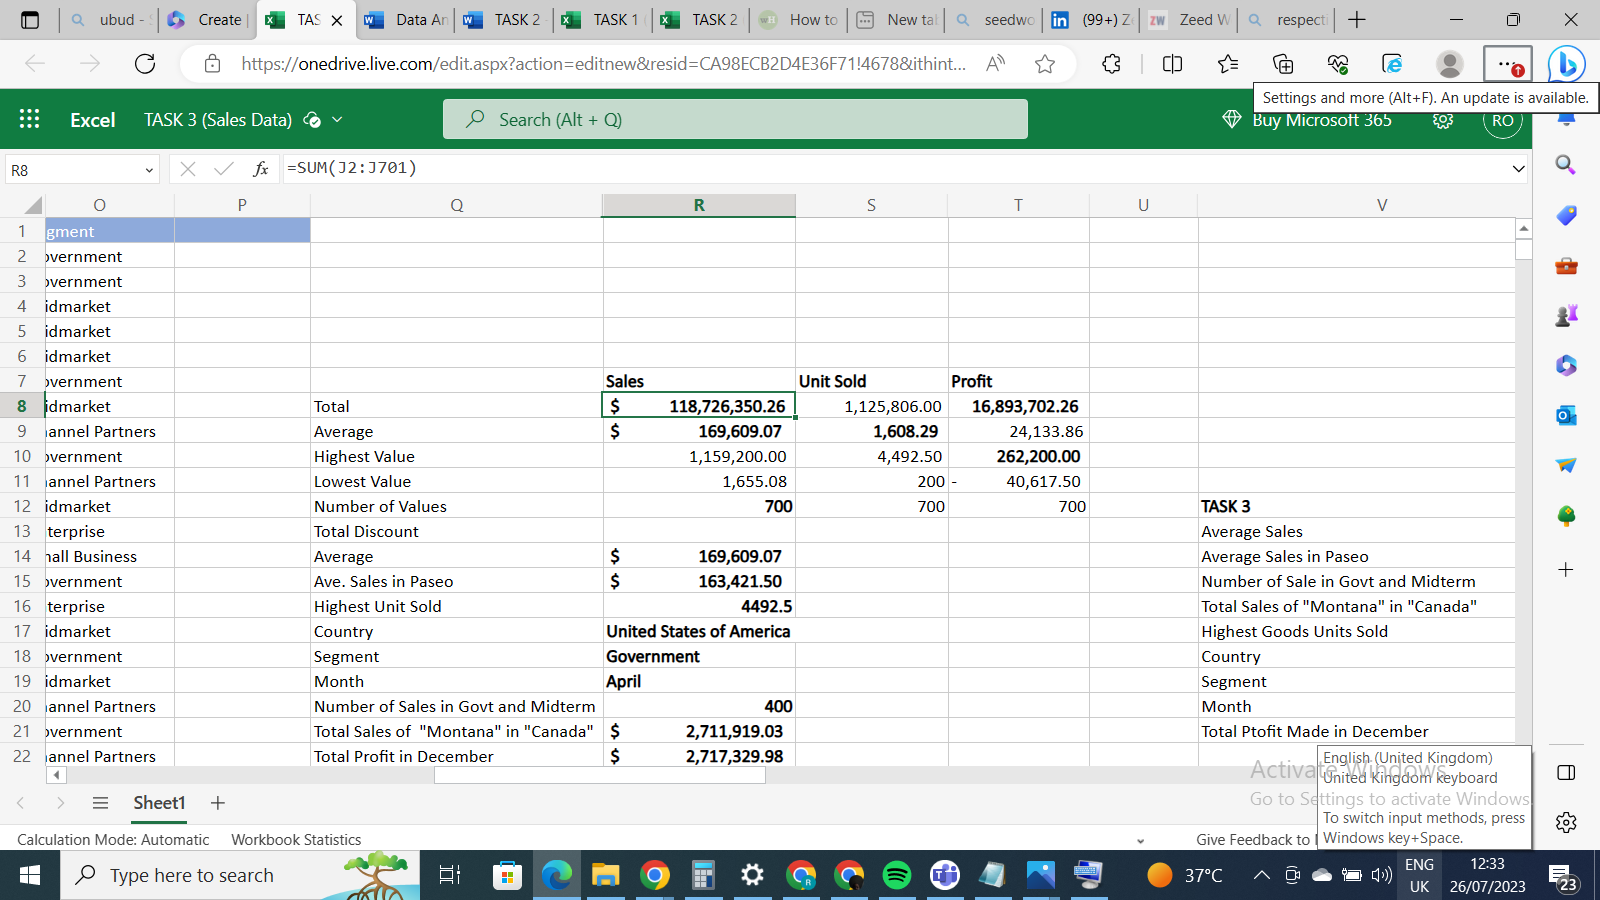 ubud -
Create
TAS
Data An
TASK 2
TASK 1
TASK 2
How to
New tal
seedwo
(99+) Z
Zeed W
respecti
https://onedrive.live.com/edit.aspx?action=editnew&resid=CA98ECB2D4E36F71!4678&ithint...
Settings and more (Alt+F). An update is available.
Excel TASK 3 (Sales Data)
Search (Alt + Q)
Buy Microsoft 365
RO
R8
fx =SUM(J2:J701)
O P Q R S T U V
1 gment
2 overnment
3 overnment
4 idmarket
5 idmarket
6 idmarket
7 overnment Sales Unit Sold Profit
8 idmarket Total $ 118,726,350.26 1,125,806.00 16,893,702.26
9 annel Partners Average $ 169,609.07 1,608.29 24,133.86
10 overnment Highest Value 1,159,200.00 4,492.50 262,200.00
11 annel Partners Lowest Value 1,655.08 200 - 40,617.50
12 idmarket Number of Values 700 700 700 TASK 3
13 terprise Total Discount Average Sales
14 nall Business Average $ 169,609.07 Average Sales in Paseo
15 overnment Ave. Sales in Paseo $ 163,421.50 Number of Sale in Govt and Midterm
16 terprise Highest Unit Sold 4492.5 Total Sales of "Montana" in "Canada"
17 idmarket Country United States of America Highest Goods Units Sold
18 overnment Segment Government Country
19 idmarket Month April Segment
20 annel Partners Number of Sales in Govt and Midterm 400 Month
21 overnment Total Sales of "Montana" in "Canada" $ 2,711,919.03 Total Ptofit Made in December
22 annel Partners Total Profit in December $ 2,717,329.98
English (United Kingdom)
United Kingdom keyboard
To switch input methods, press
Windows key+Space.
Activate Windows
Go to Settings to activate Windows.
Sheet1
Calculation Mode: Automatic Workbook Statistics
Give Feedback to
Type here to search
37°C
ENG
UK
12:33
26/07/2023
23